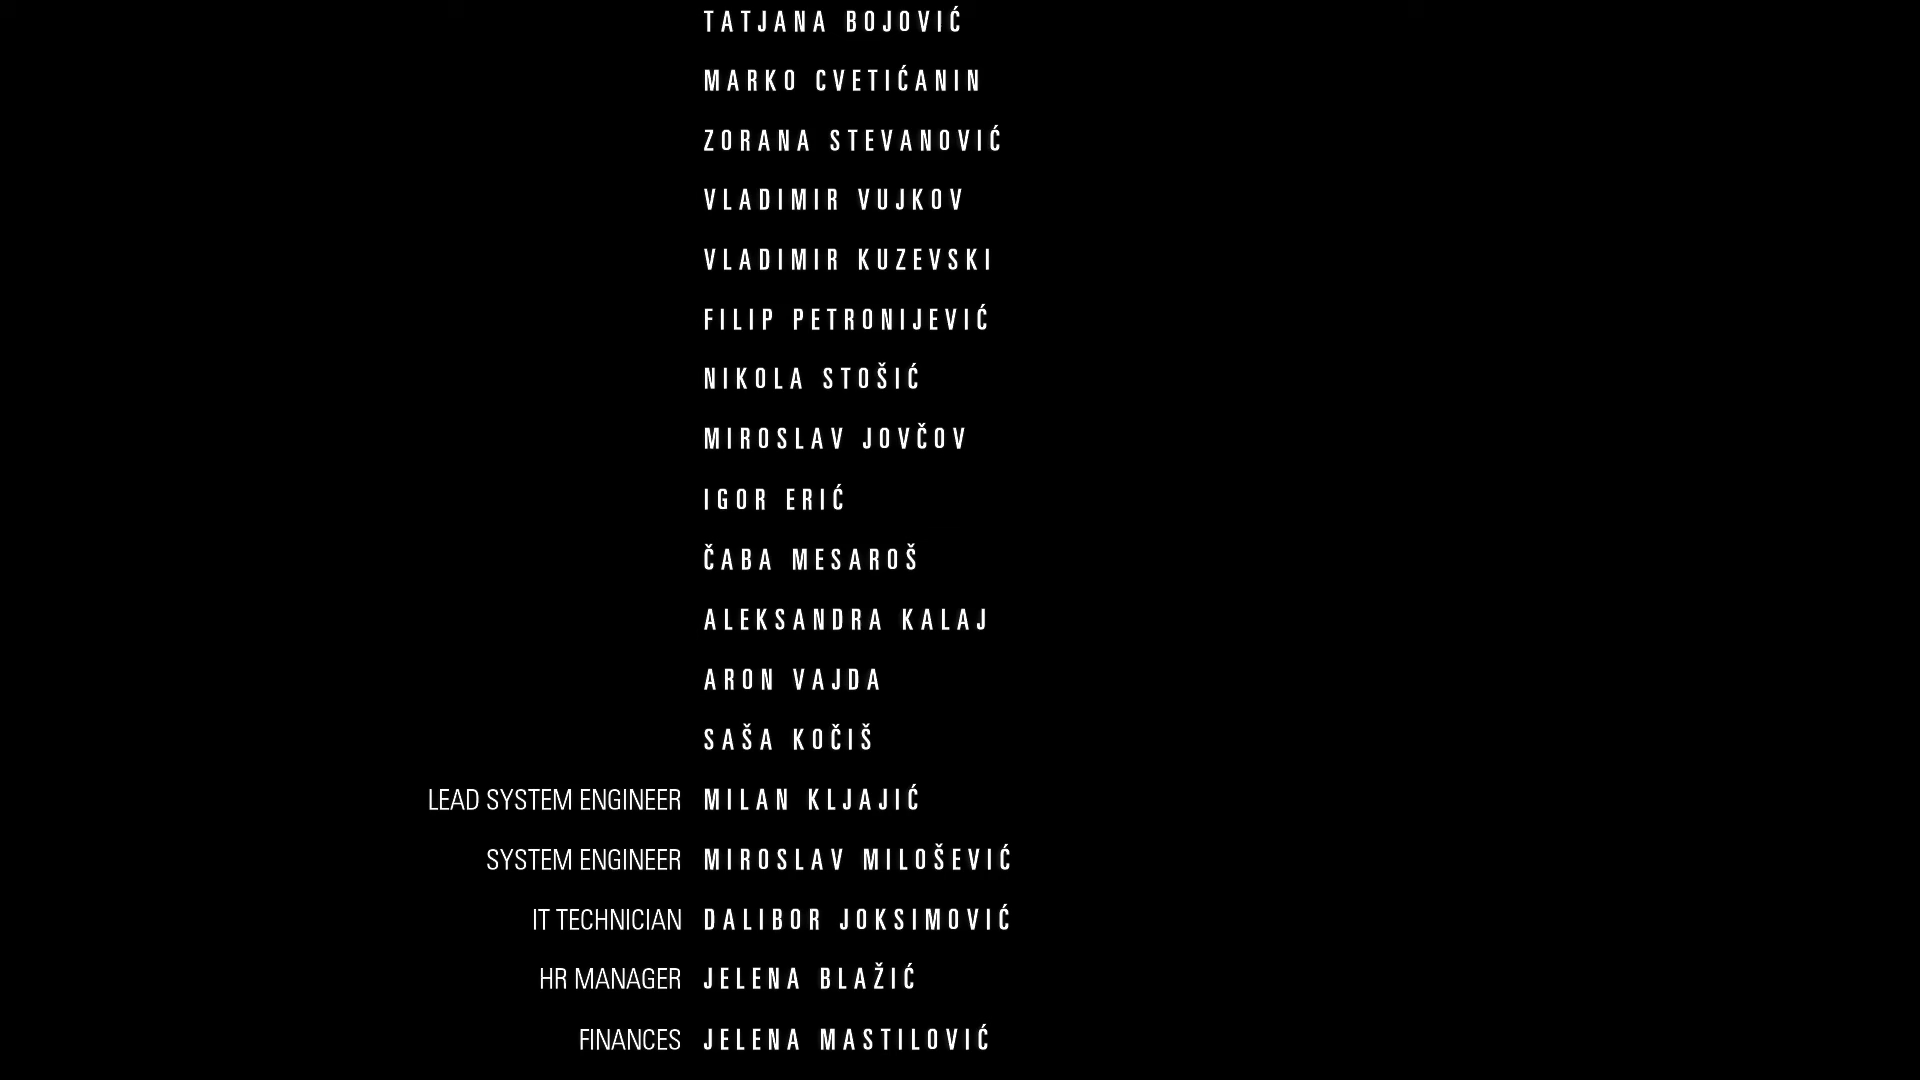 TATJANA BOJOVIĆ
MARKO CVETIĆANIN
ZORANA STEVANOVIĆ
VLADIMIR VUJKOV
VLADIMIR KUZEVSKI
FILIP PETRONIJEVIĆ
NIKOLA STOŠIĆ
MIROSLAV JOVČOV
IGOR ERIĆ
ČABA MESAROŠ
ALEKSANDRA KALAJ
ARON VAJDA
SAŠA KOČIŠ
LEAD SYSTEM ENGINEER MILAN KLJAJIĆ
SYSTEM ENGINEER MIROSLAV MILOŠEVIĆ
IT TECHNICIAN DALIBOR JOKSIMOVIĆ
HR MANAGER JELENA BLAŽIĆ
FINANCES JELENA MASTILOVIĆ